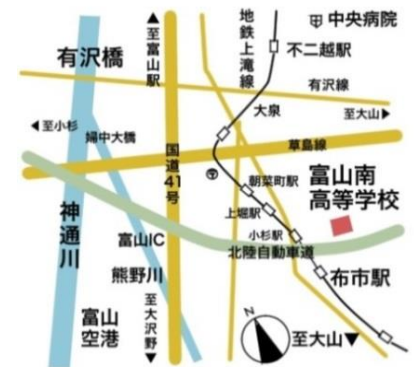 ▲至富山駅
地鉄上滝線
中央病院
不二越駅
有沢橋
有沢線
大泉
至大山▶
◀至小杉
婦中大橋
草島線
国道41号
朝菜町駅
富山南
高等学校
上堀駅
神通川
富山IC
小杉駅
北陸自動車道
熊野川
布市駅
至大沢野▼
富山
空港
N
至大山▼